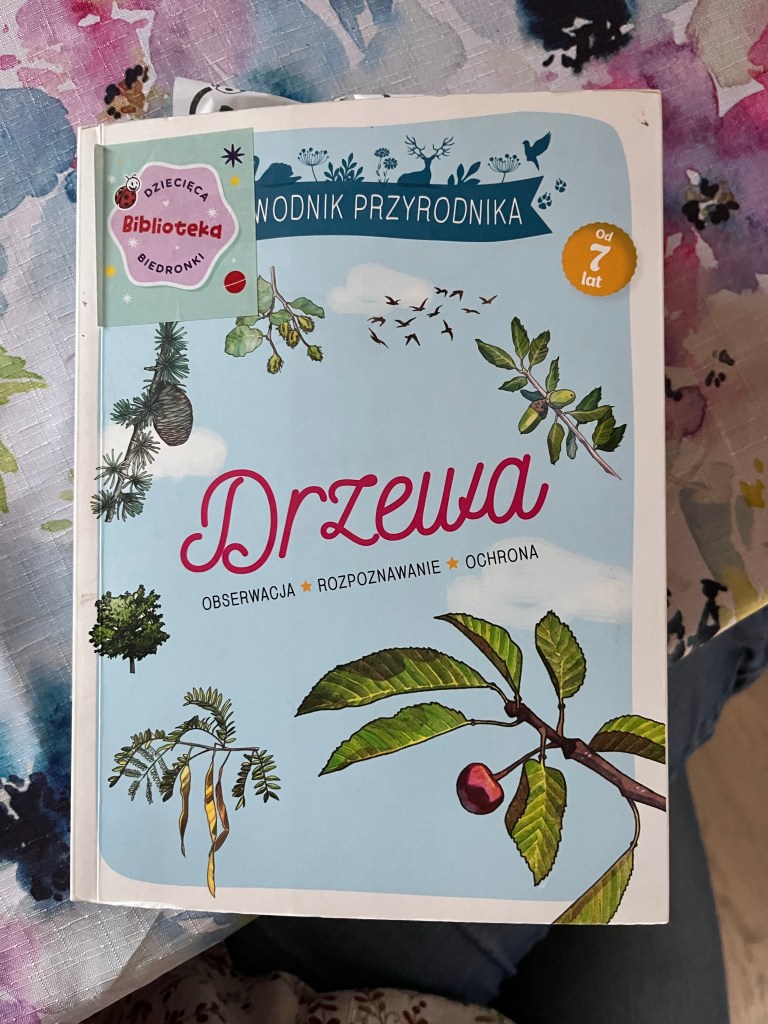 DZIECIĘCA
Biblioteka
BIEDRONKI
WODNIK PRZYRODNIKA
Od
7
lat
Drzewa
OBSERWACJA ★ ROZPOZNAWANIE ★ OCHRONA